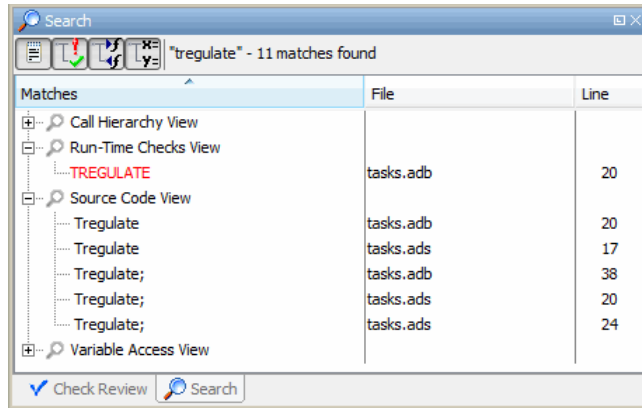 Search
"tregulate" - 11 matches found
Matches File Line
Call Hierarchy View
Run-Time Checks View
TREGULATE tasks.adb 20
Source Code View
Tregulate tasks.adb 20
Tregulate tasks.ads 17
Tregulate; tasks.adb 38
Tregulate; tasks.ads 20
Tregulate; tasks.ads 24
Variable Access View
Check Review Search